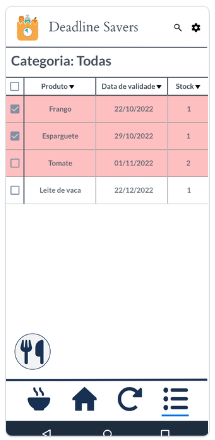 Deadline Savers
Categoria: Todas
Produto Data de validade: Stock
Frango 22/10/2022 1
Esparguete 29/10/2022 1
Tomate 01/11/2022 2
Leite de vaca 22/12/2022 1